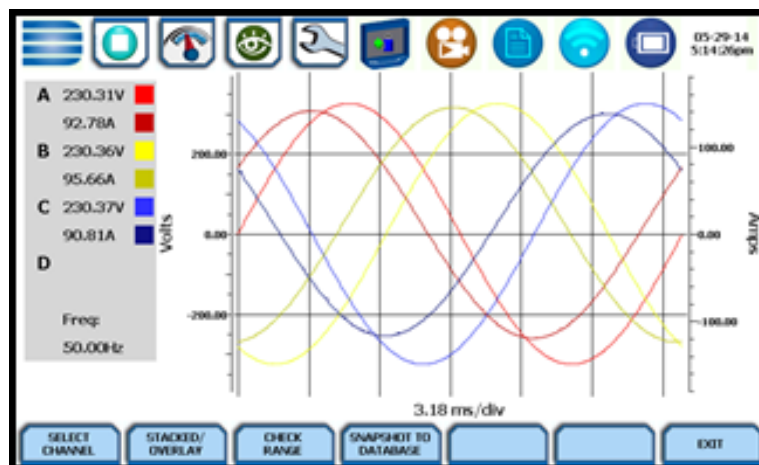 05-29-14
5:14:26pm
A 230.31V
92.78A
B 230.36V
95.66A
C 230.37V
90.81A
D
Freq:
50.00Hz
Volts
200.00
0.00
-200.00
Amps
100.00
0.00
-100.00
3.18 ms/div
SELECT
CHANNEL
STACKED/
OVERLAY
CHECK
RANGE
SNAPSHOT TO
DATABASE
EXIT